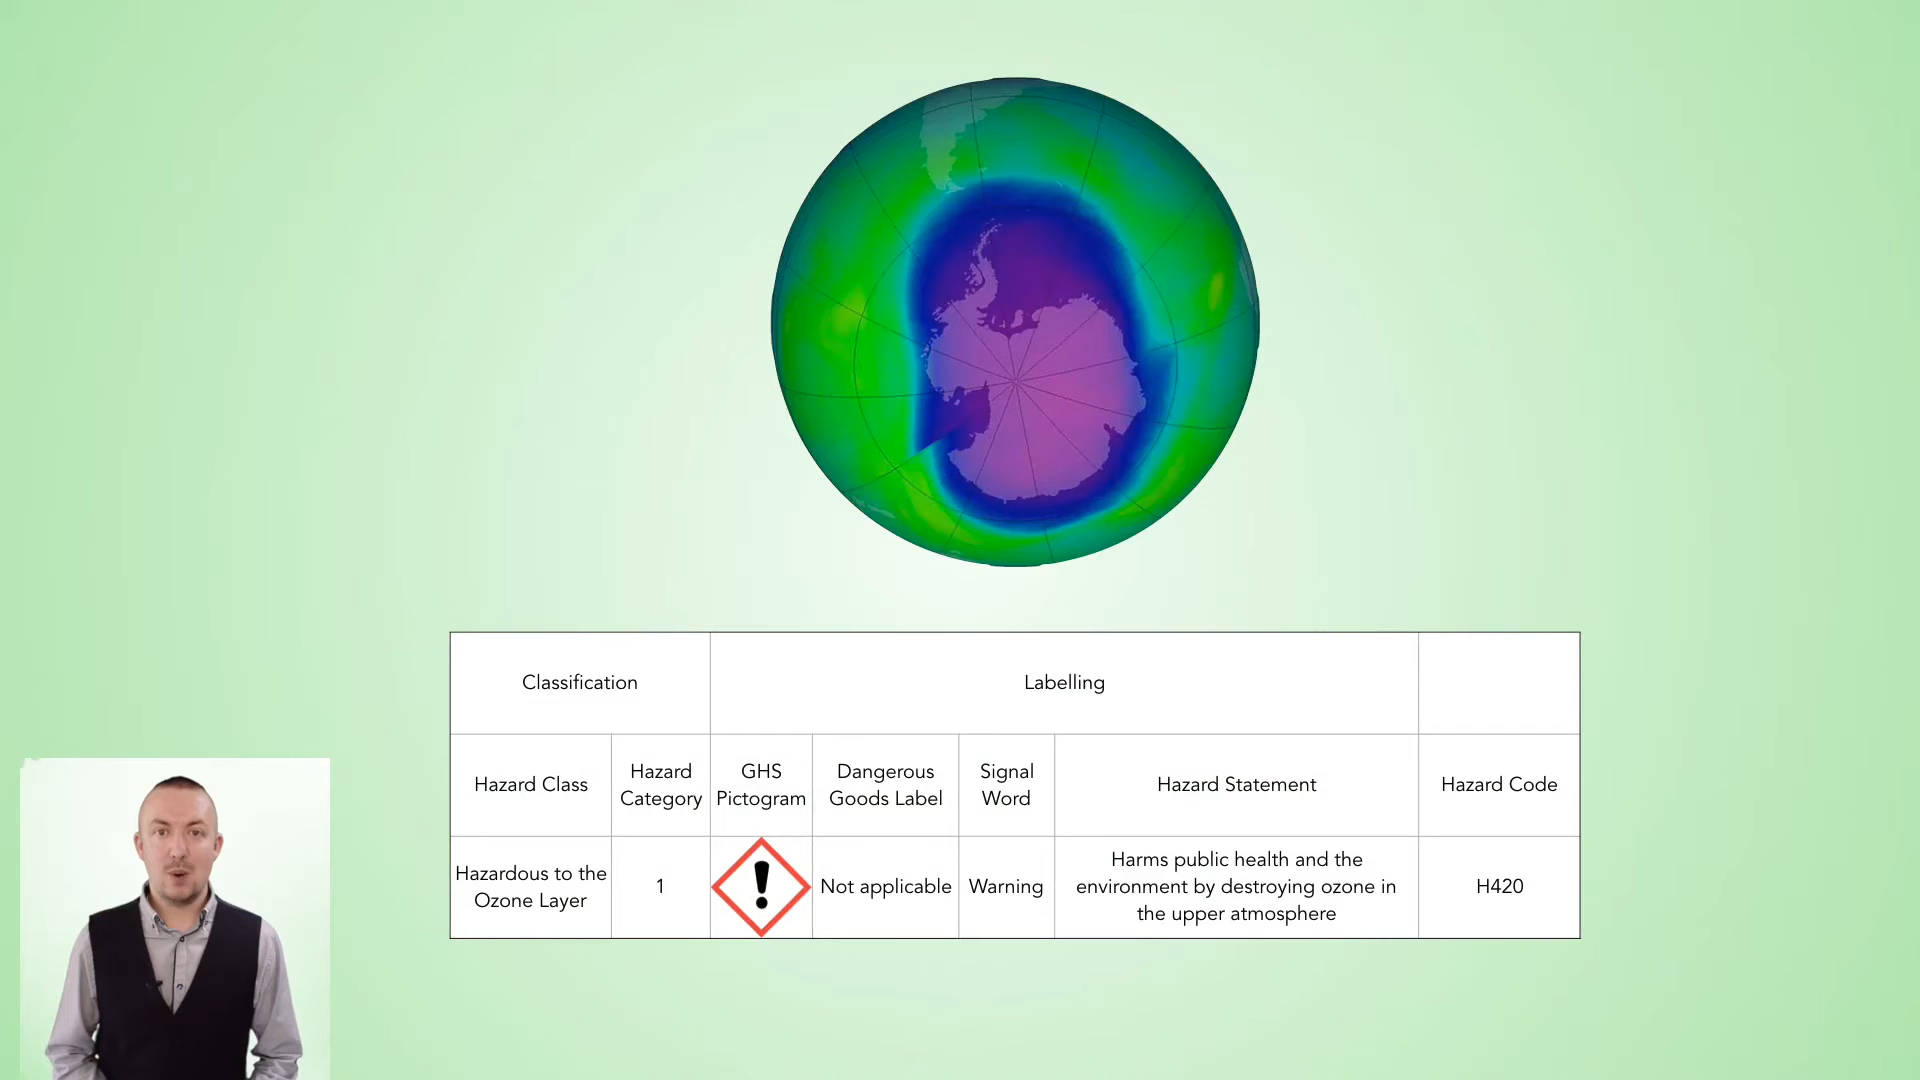 Classification
Labelling
Hazard Class
Hazard
Category
GHS
Pictogram
Dangerous
Goods Label
Signal
Word
Hazard Statement
Hazard Code
Hazardous to the
Ozone Layer
1
!
Not applicable
Warning
Harms public health and the
environment by destroying ozone in
the upper atmosphere
H420